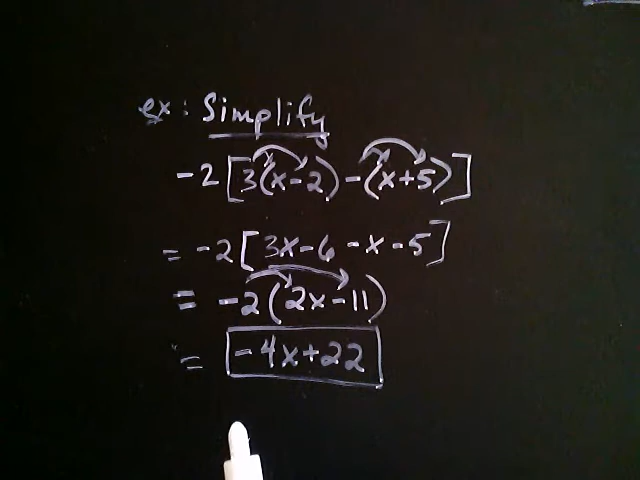 ex: Simplify
-2[3(x-2)-(x+5)]
= -2[3x-6-x-5]
= -2(2x-11)
= -4x+22